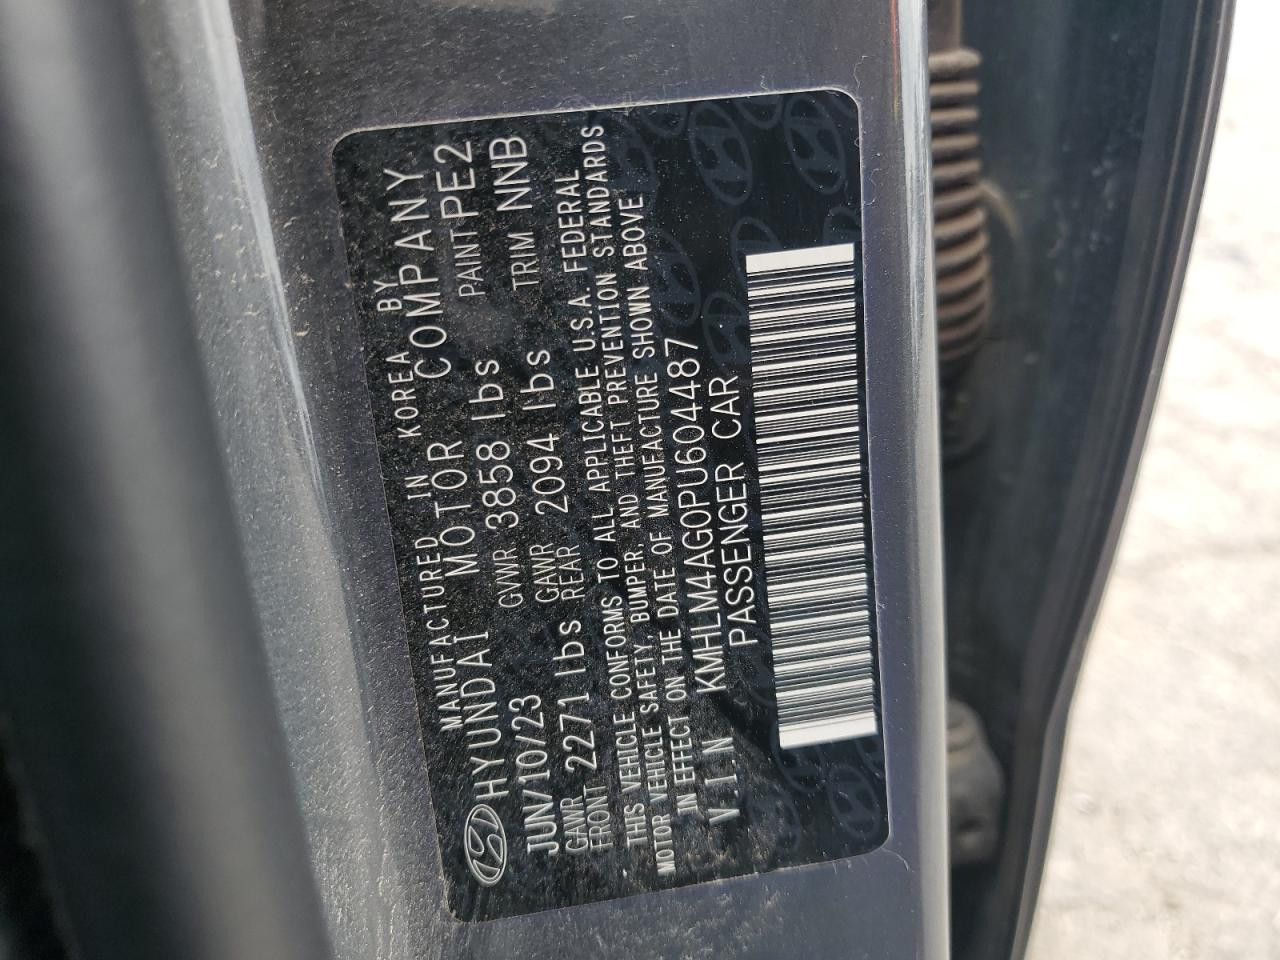 MANUFACTURED IN KOREA BY
HYUNDAI MOTOR COMPANY
JUN/10/23 GVWR 3858 lbs PAINT PE2
GAWR FRONT 2271 lbs GAWR REAR 2094 lbs TRIM NNB
THIS VEHICLE CONFORMS TO ALL APPLICABLE U.S.A. FEDERAL
MOTOR VEHICLE SAFETY, BUMPER, AND THEFT PREVENTION STANDARDS
IN EFFECT ON THE DATE OF MANUFACTURE SHOWN ABOVE
V.I.N KMHLM4AG0PU604487
PASSENGER CAR